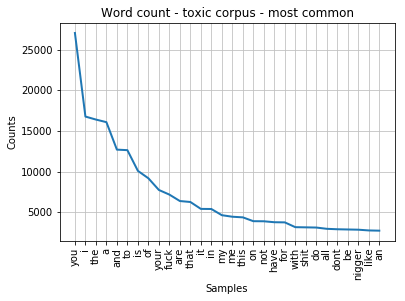 Word count - toxic corpus - most common
25000
20000
15000
10000
5000
Counts
you
i
the
a
and
to
is
of
your
fuck
are
that
it
in
my
me
this
on
not
have
for
with
shit
do
all
dont
be
nigger
like
an
Samples